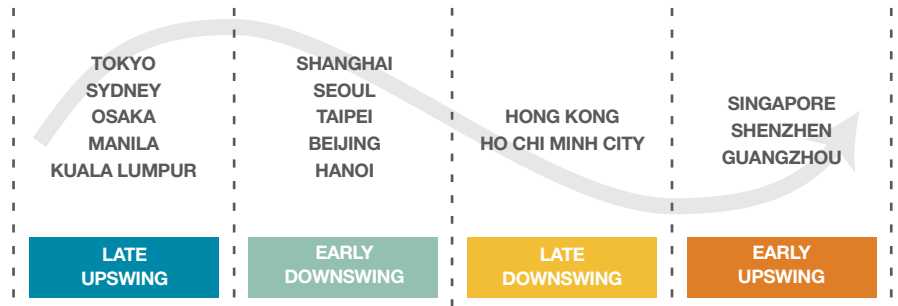 TOKYO
SYDNEY
OSAKA
MANILA
KUALA LUMPUR
LATE
UPSWING
SHANGHAI
SEOUL
TAIPEI
BEIJING
HANOI
EARLY
DOWNSWING
HONG KONG
HO CHI MINH CITY
LATE
DOWNSWING
SINGAPORE
SHENZHEN
GUANGZHOU
EARLY
UPSWING